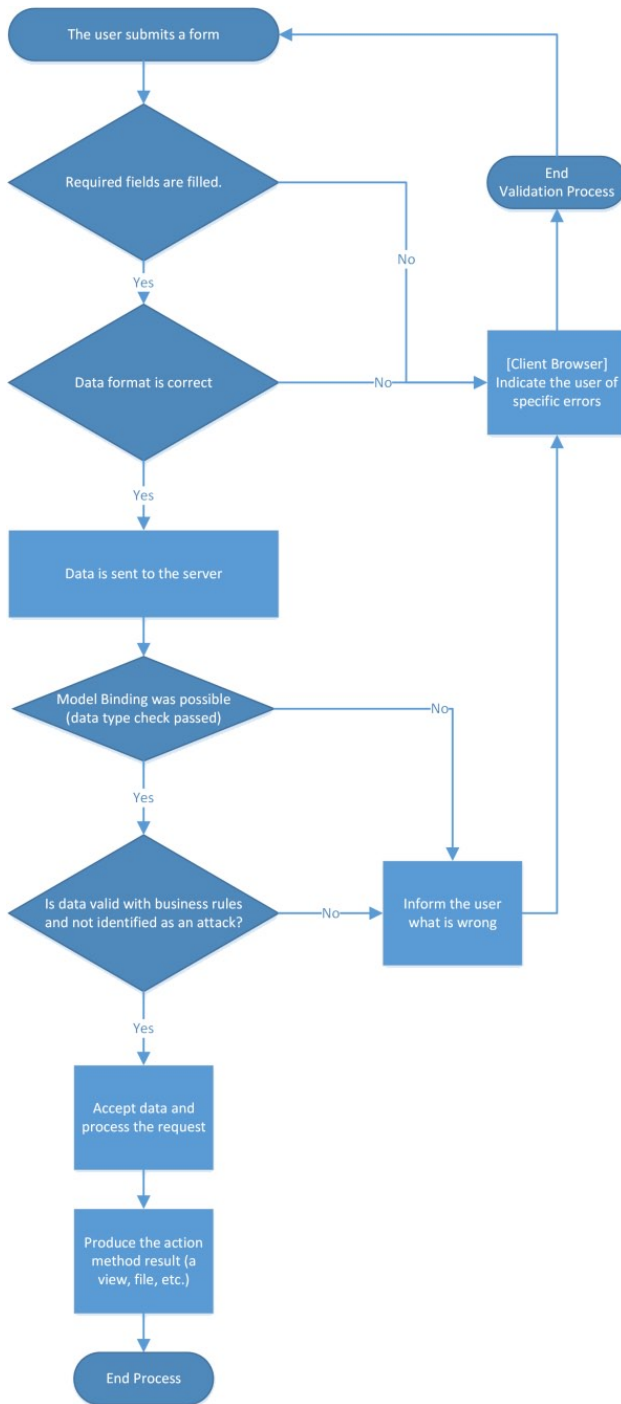 The user submits a form
Required fields are filled.
End
Validation Process
No
Yes
[Client Browser]
Indicate the user of
specific errors
Data format is correct
No
Yes
Data is sent to the server
Model Binding was possible
(data type check passed)
No
Yes
Is data valid with business rules
and not identified as an attack?
No
Inform the user
what is wrong
Yes
Accept data and
process the request
Produce the action
method result (a
view, file, etc.)
End Process